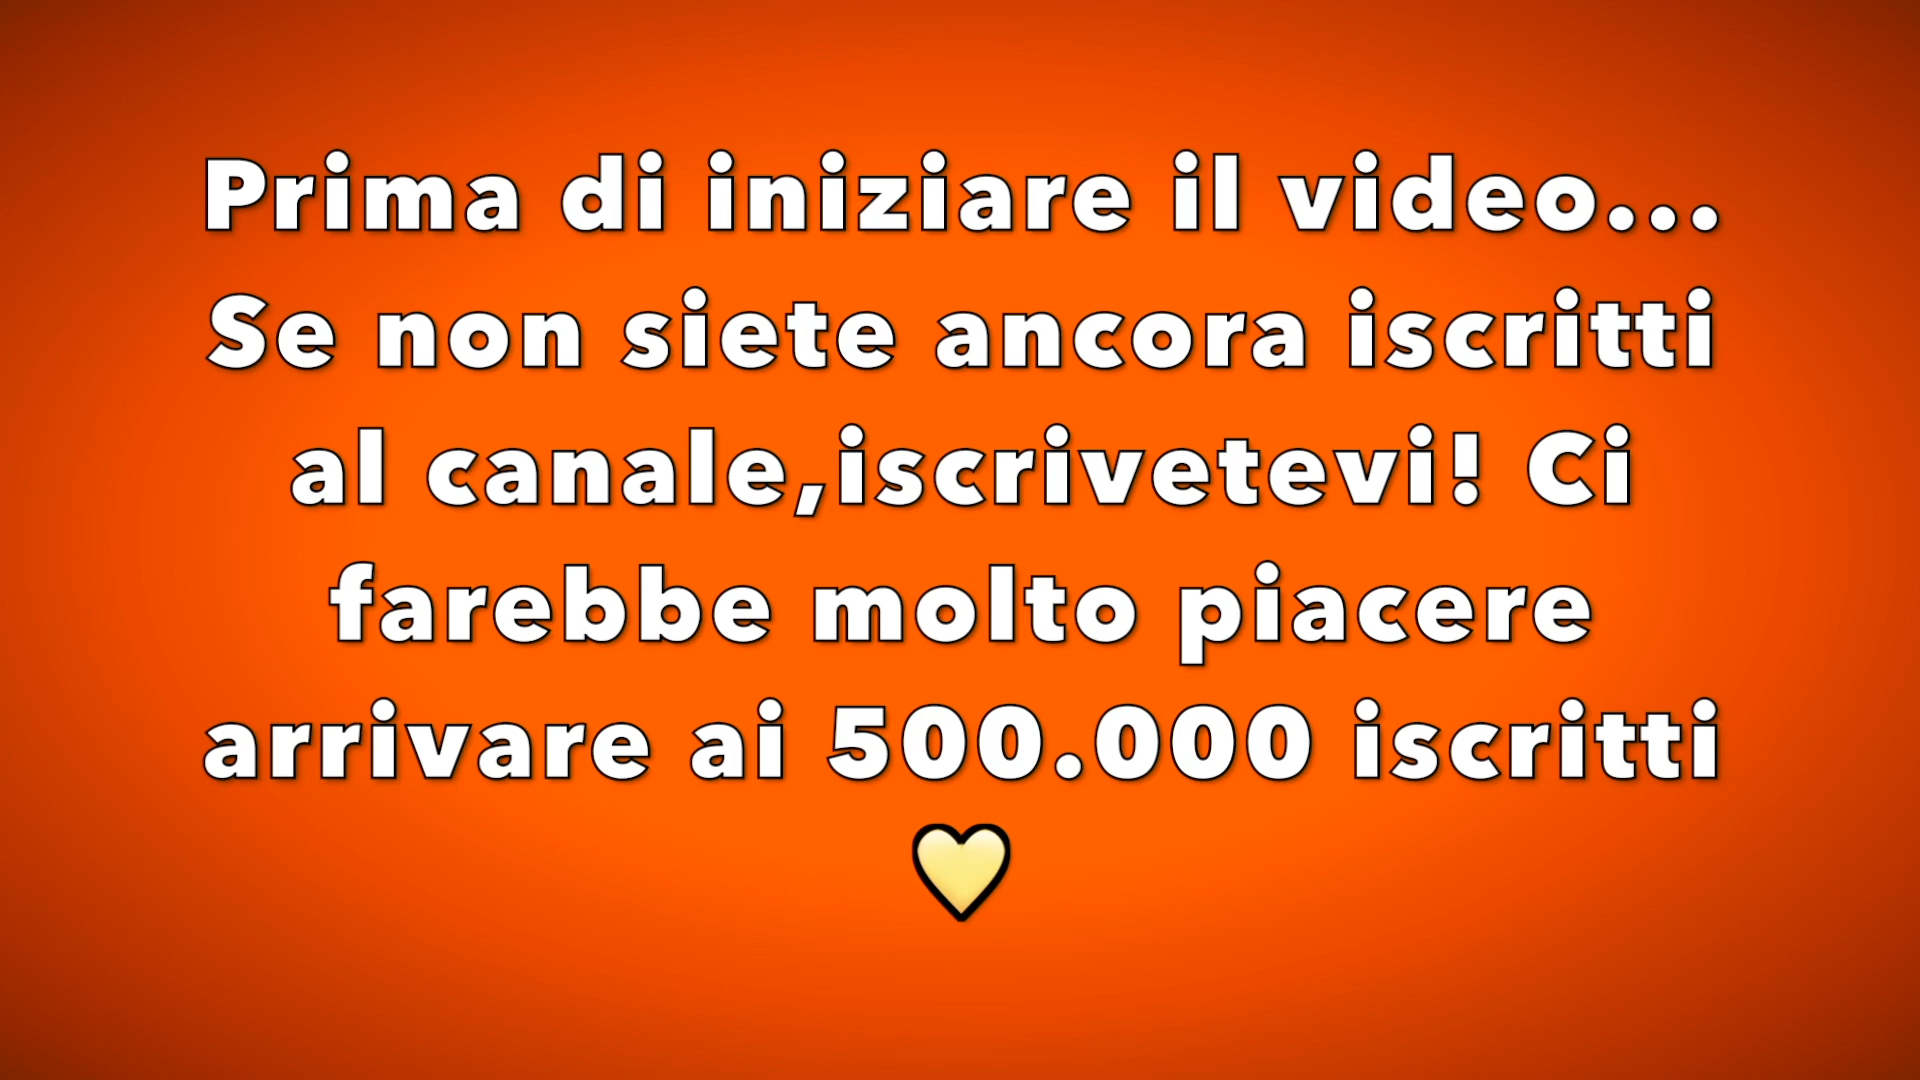 Prima di iniziare il video...
Se non siete ancora iscritti
al canale,iscrivetevi! Ci
farebbe molto piacere
arrivare ai 500.000 iscritti
💛